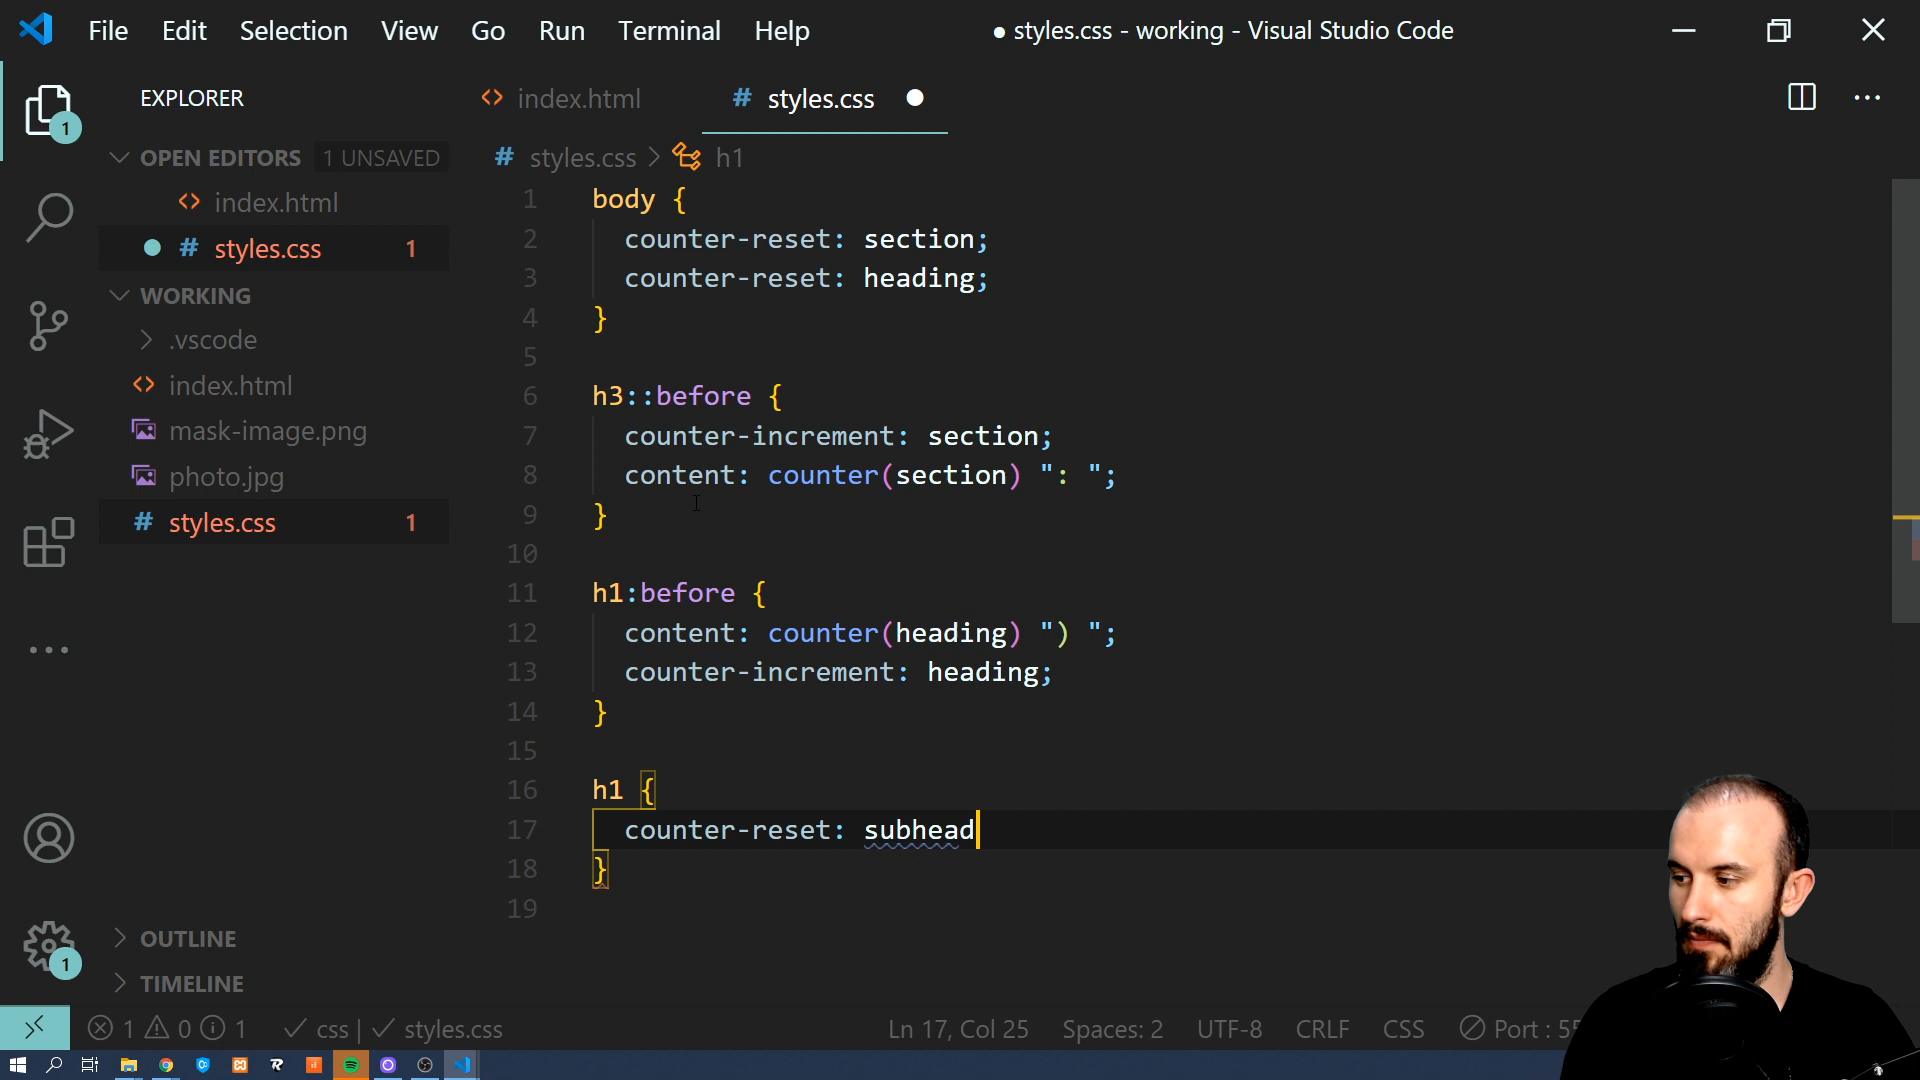 File Edit Selection View Go Run Terminal Help
● styles.css - working - Visual Studio Code
EXPLORER
1
OPEN EDITORS 1 UNSAVED
index.html
# styles.css 1
WORKING
.vscode
index.html
mask-image.png
photo.jpg
# styles.css 1
OUTLINE
TIMELINE
1
index.html
# styles.css
# styles.css > h1
1 body {
2 counter-reset: section;
3 counter-reset: heading;
4 }
5
6 h3::before {
7 counter-increment: section;
8 content: counter(section) ": ";
9 }
10
11 h1:before {
12 content: counter(heading) ") ";
13 counter-increment: heading;
14 }
15
16 h1 {
17 counter-reset: subhead
18 }
19
1 0 1 css | styles.css
Ln 17, Col 25 Spaces: 2 UTF-8 CRLF CSS Port : 55